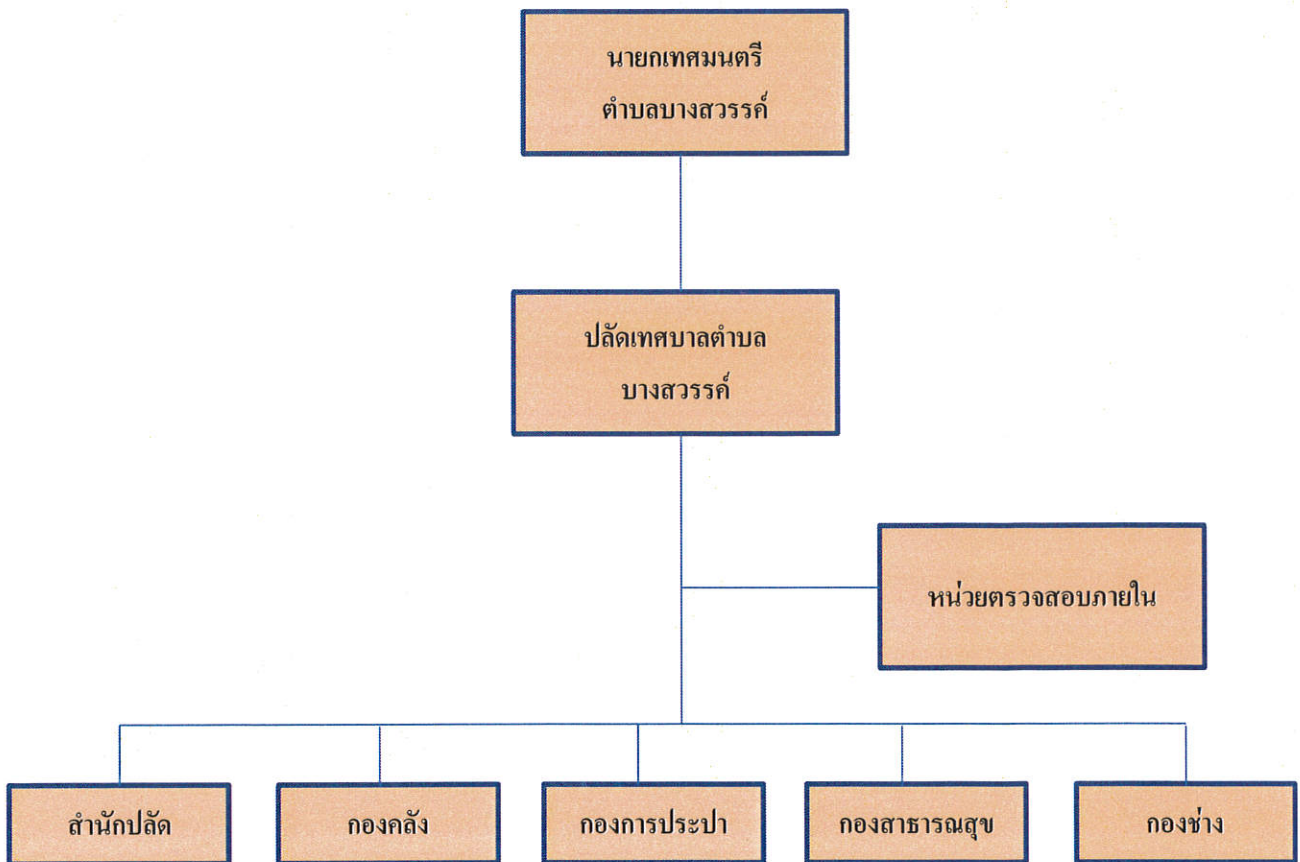 นายกเทศมนตรี
ตำบลบางสวรรค์
ปลัดเทศบาลตำบล
บางสวรรค์
หน่วยตรวจสอบภายใน
สำนักปลัด
กองคลัง
กองการประปา
กองสาธารณสุข
กองช่าง